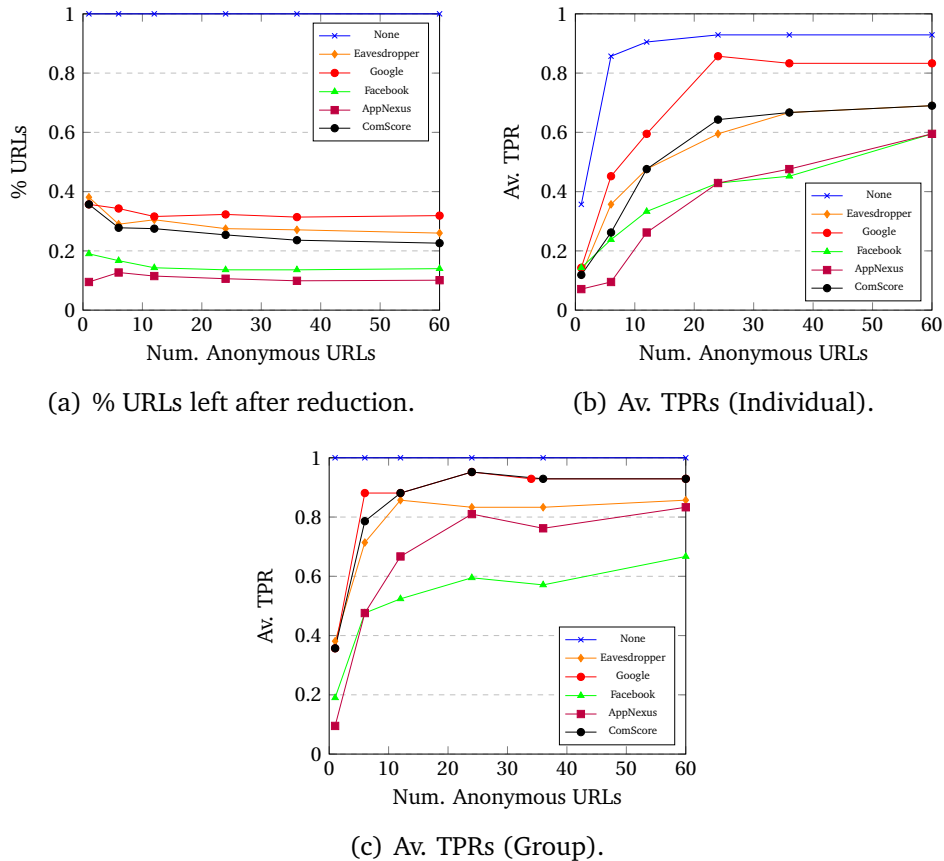 1
0.8
0.6
0.4
0.2
0
% URLs
0 10 20 30 40 50 60
Num. Anonymous URLs
None
Eavesdropper
Google
Facebook
AppNexus
ComScore
(a) % URLs left after reduction.
1
0.8
0.6
0.4
0.2
0
Av. TPR
0 10 20 30 40 50 60
Num. Anonymous URLs
None
Eavesdropper
Google
Facebook
AppNexus
ComScore
(b) Av. TPRs (Individual).
1
0.8
0.6
0.4
0.2
0
Av. TPR
0 10 20 30 40 50 60
Num. Anonymous URLs
None
Eavesdropper
Google
Facebook
AppNexus
ComScore
(c) Av. TPRs (Group).